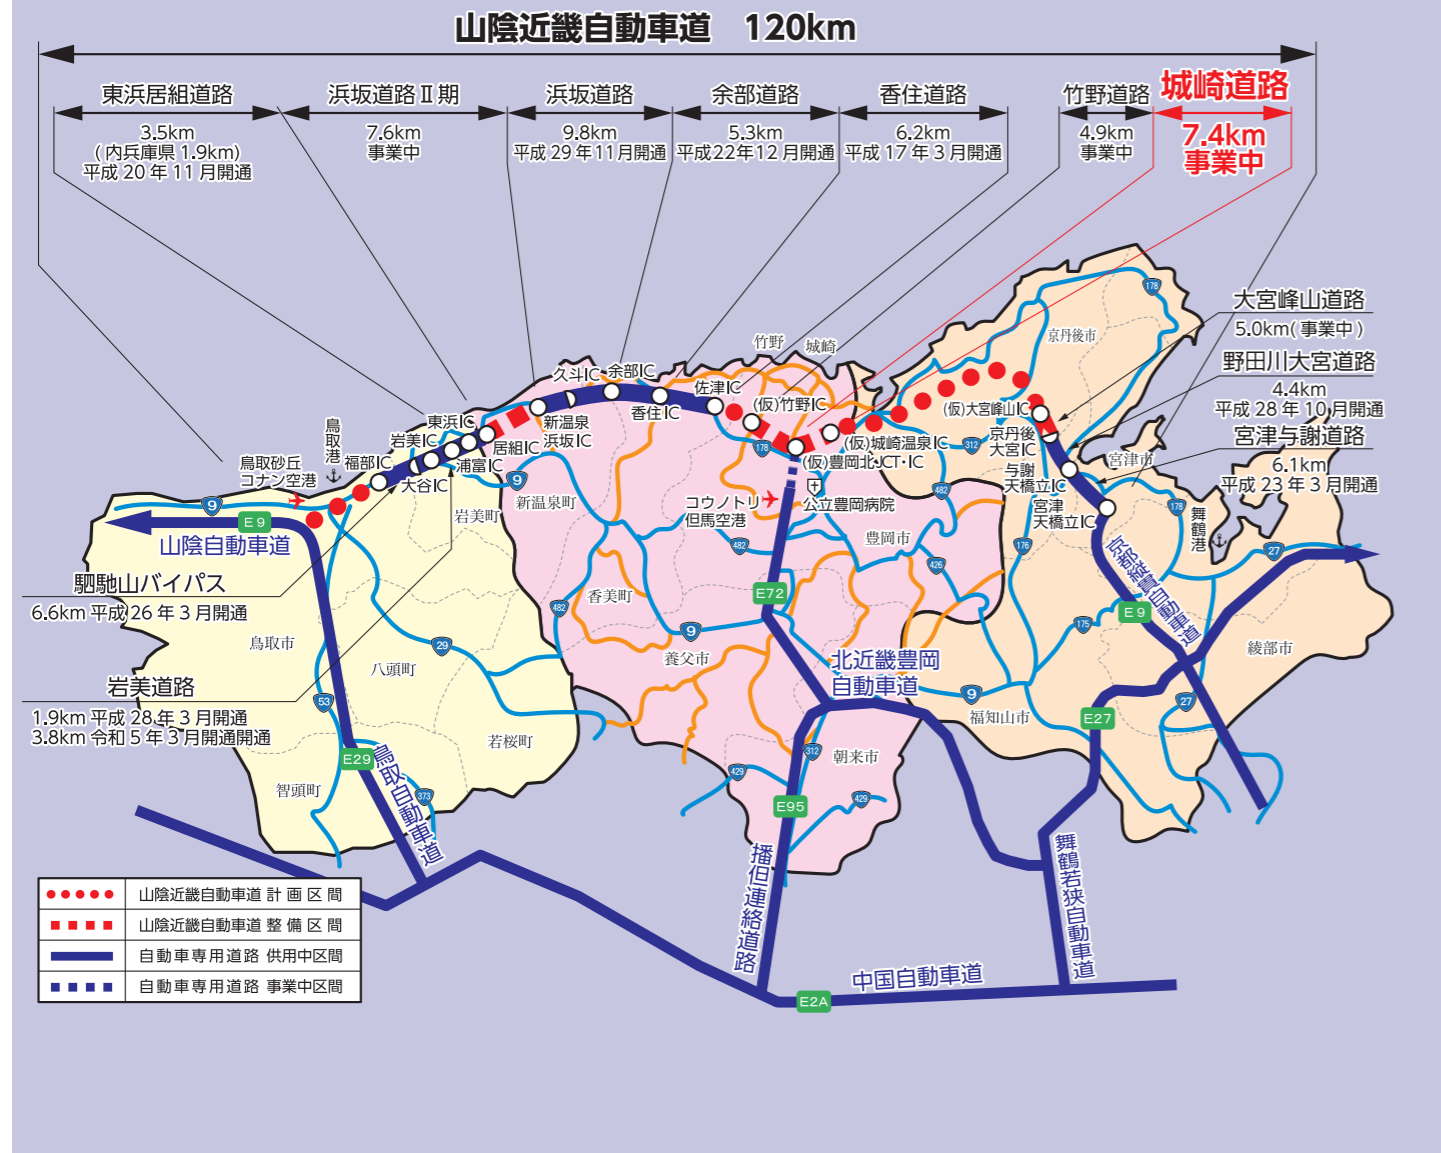 山陰近畿自動車道　120km
東浜居組道路
3.5km
(内兵庫県 1.9km)
平成 20 年 11 月開通
浜坂道路Ⅱ期
7.6km
事業中
浜坂道路
9.8km
平成 29 年 11 月開通
余部道路
5.3km
平成22年12月開通
香住道路
6.2km
平成 17 年 3 月開通
竹野道路
4.9km
事業中
城崎道路
7.4km
事業中
大宮峰山道路
5.0km( 事業中 )
野田川大宮道路
4.4km
平成 28 年 10 月開通
宮津与謝道路
6.1km
平成 23 年 3 月開通
竹野
城崎
京丹後市
178
久斗IC
余部IC
香住IC
佐津IC
(仮)竹野IC
(仮)大宮峰山IC
(仮)城崎温泉IC
(仮)豊岡北JCT・IC
新温泉
浜坂IC
東浜IC
居組IC
岩美IC
浦富IC
福部IC
大谷IC
鳥取港
鳥取砂丘
コナン空港
京丹後
大宮IC
与謝
天橋立IC
宮津
天橋立IC
宮津市
舞鶴港
178
312
482
178
176
27
9
E9
山陰自動車道
岩美町
新温泉町
9
コウノトリ
但馬空港
公立豊岡病院
豊岡市
482
426
E72
香美町
482
9
養父市
北近畿豊岡
自動車道
京都縦貫自動車道
E9
175
綾部市
27
9
福知山市
E27
駟馳山バイパス
6.6km 平成 26 年 3 月開通
鳥取市
八頭町
29
岩美道路
1.9km 平成 28 年 3 月開通
3.8km 令和 5 年 3 月開通開通
53
若桜町
E29
鳥取自動車道
智頭町
373
312
朝来市
429
429
E95
播但連絡道路
舞鶴若狭自動車道
中国自動車道
E2A
山陰近畿自動車道 計 画 区 間
山陰近畿自動車道 整 備 区 間
自動車専用道路 供用中区間
自動車専用道路 事業中区間